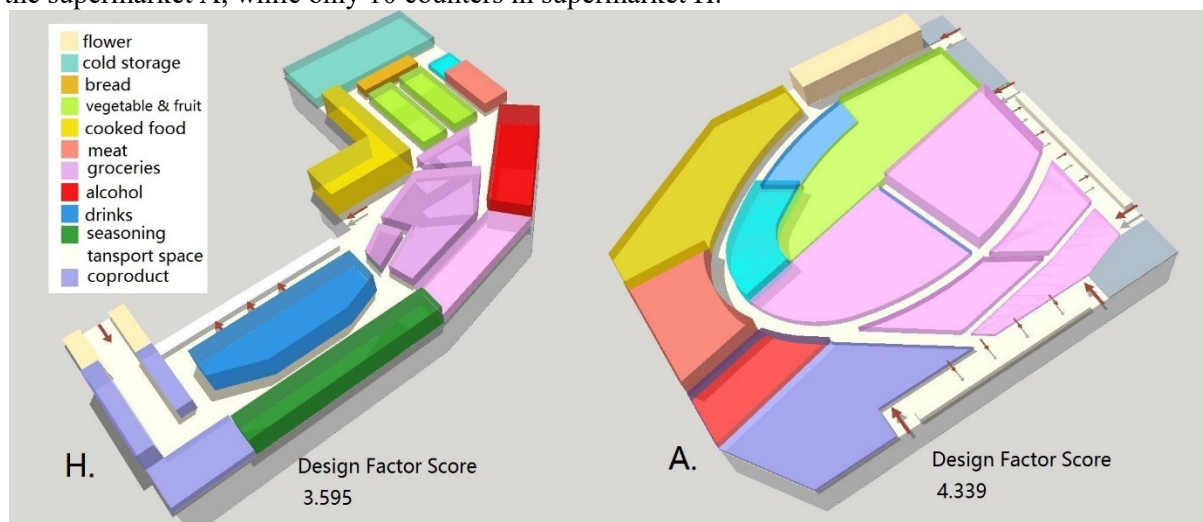 the supermarket A, while only 10 counters in supermarket H.
flower
cold storage
bread
vegetable & fruit
cooked food
meat
groceries
alcohol
drinks
seasoning
tansport space
coproduct
H.
Design Factor Score
3.595
A.
Design Factor Score
4.339